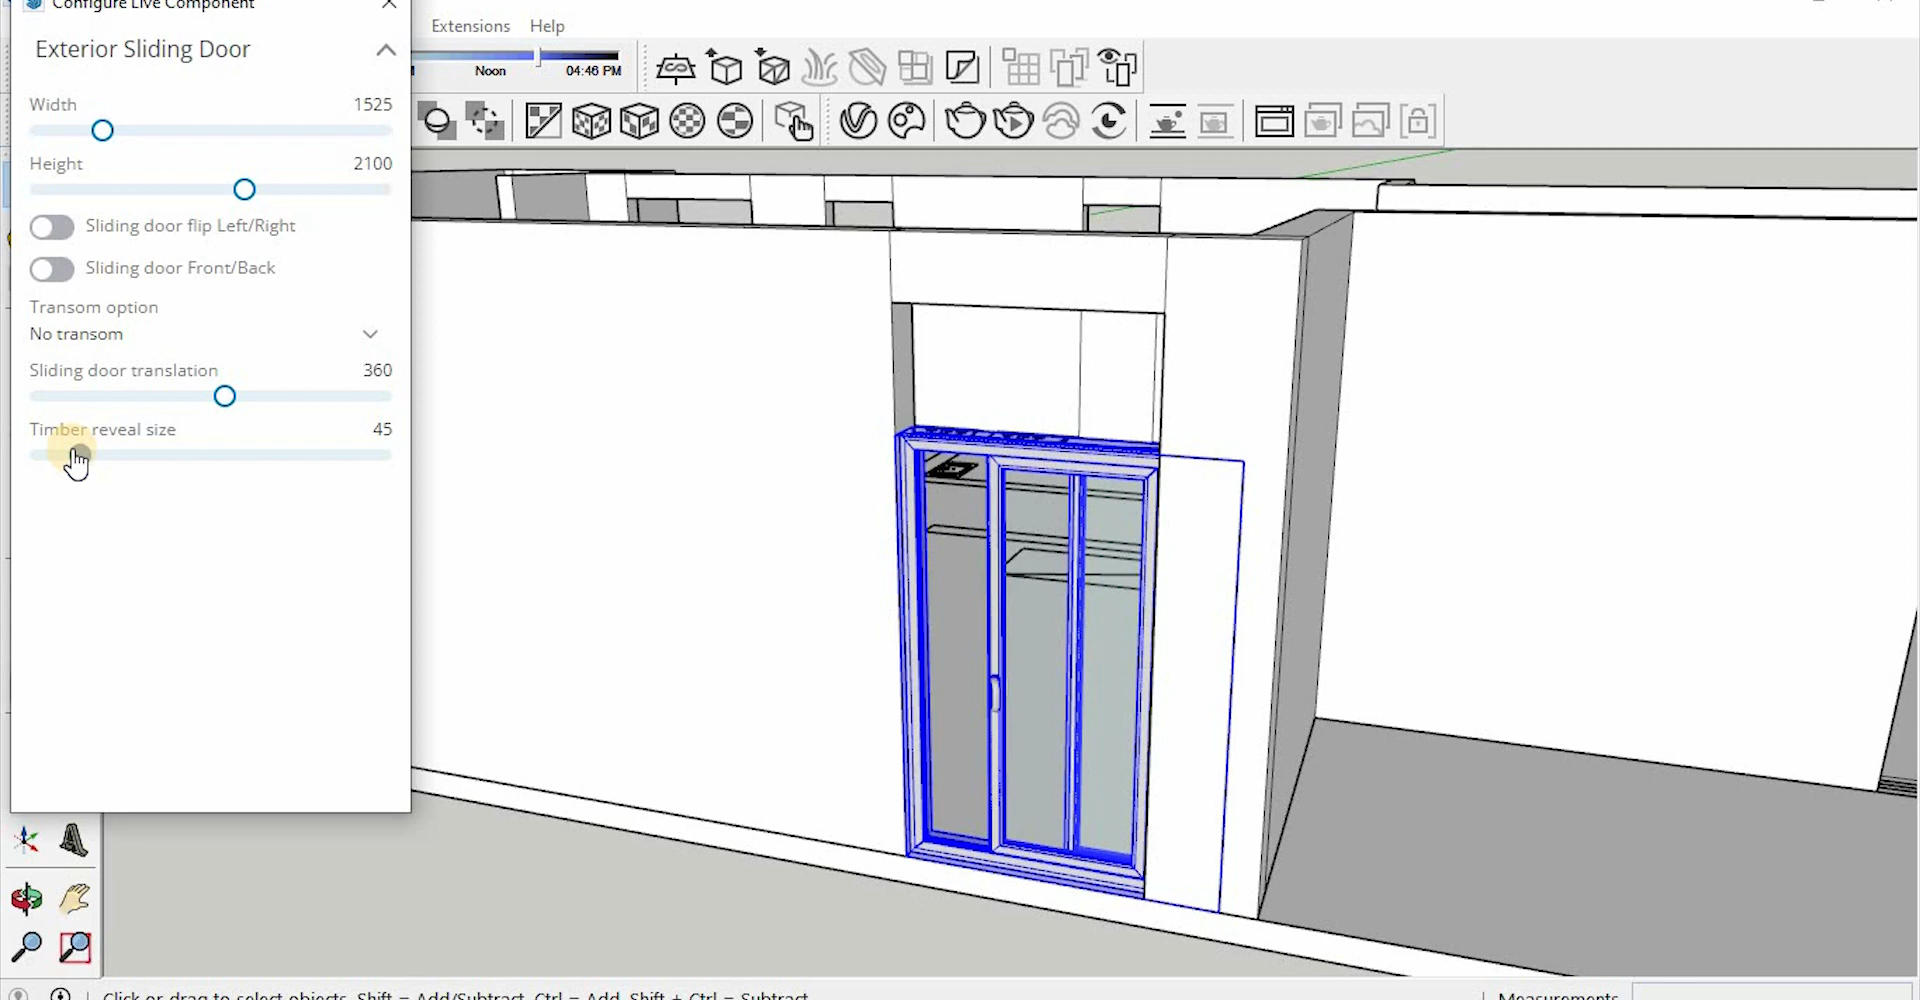 Configure Live Component
Extensions Help
Exterior Sliding Door
Noon 04:46 PM
Width 1525
Height 2100
Sliding door flip Left/Right
Sliding door Front/Back
Transom option
No transom
Sliding door translation 360
Timber reveal size 45
Click or drag to select objects. Shift = Add/Subtract. Ctrl = Add. Shift + Ctrl = Subtract.
Measurements